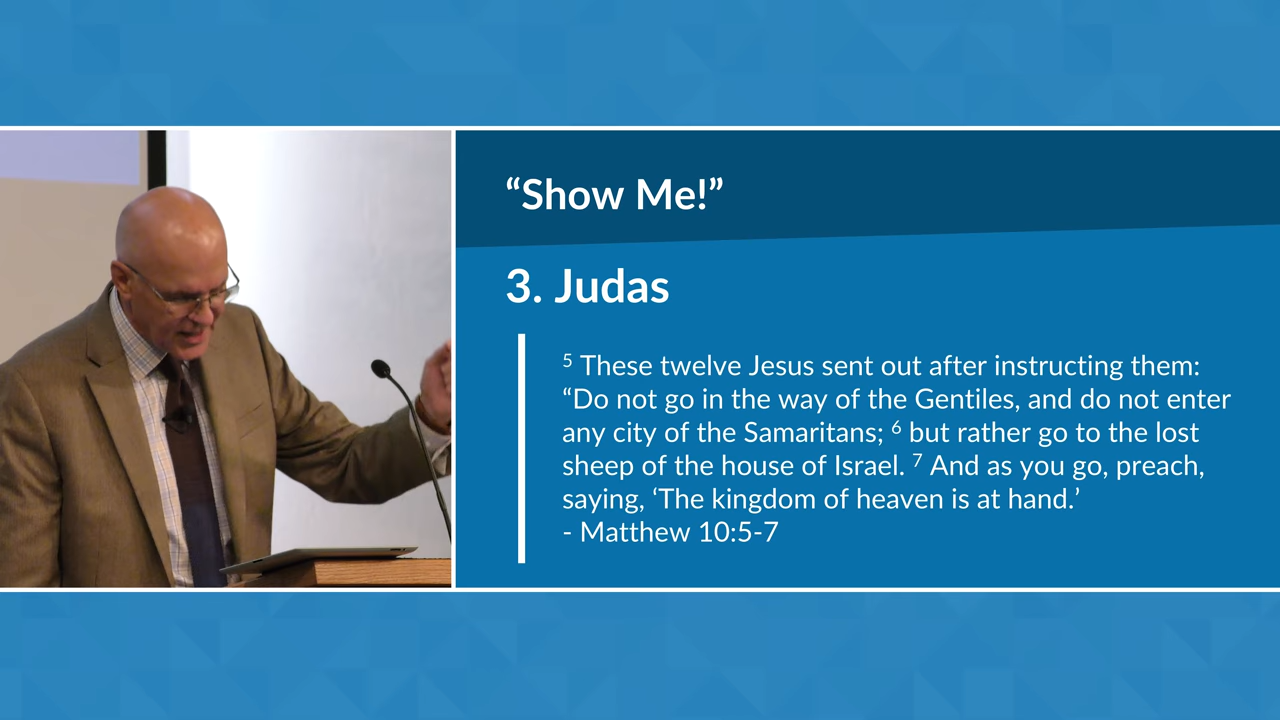 “Show Me!”
3. Judas
⁵ These twelve Jesus sent out after instructing them:
“Do not go in the way of the Gentiles, and do not enter
any city of the Samaritans; ⁶ but rather go to the lost
sheep of the house of Israel. ⁷ And as you go, preach,
saying, ‘The kingdom of heaven is at hand.’
- Matthew 10:5-7